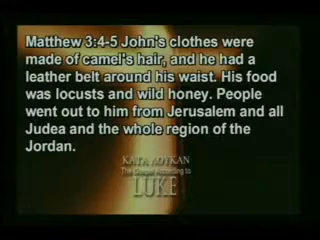 Matthew 3:4-5 John's clothes were
made of camel's hair, and he had a
leather belt around his waist. His food
was locusts and wild honey. People
went out to him from Jerusalem and all
Judea and the whole region of the
Jordan.
ΚΑΤΑ ΛΟΥΚΑΝ
The Gospel According to
LUKE